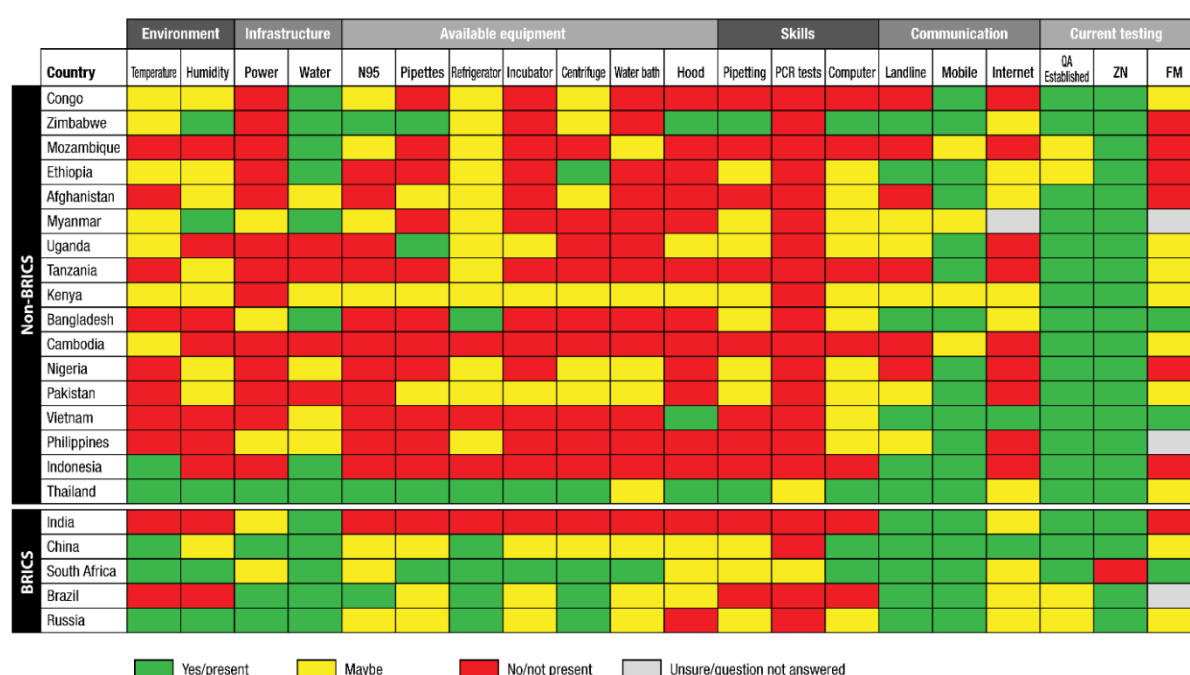 Environment Infrastructure Available equipment Skills Communication Current testing
Country Temperature Humidity Power Water N95 Pipettes Refrigerator Incubator Centrifuge Water bath Hood Pipetting PCR tests Computer Landline Mobile Internet QA Established ZN FM
Non-BRICS
Congo
Zimbabwe
Mozambique
Ethiopia
Afghanistan
Myanmar
Uganda
Tanzania
Kenya
Bangladesh
Cambodia
Nigeria
Pakistan
Vietnam
Philippines
Indonesia
Thailand
BRICS
India
China
South Africa
Brazil
Russia
Yes/present Maybe No/not present Unsure/question not answered